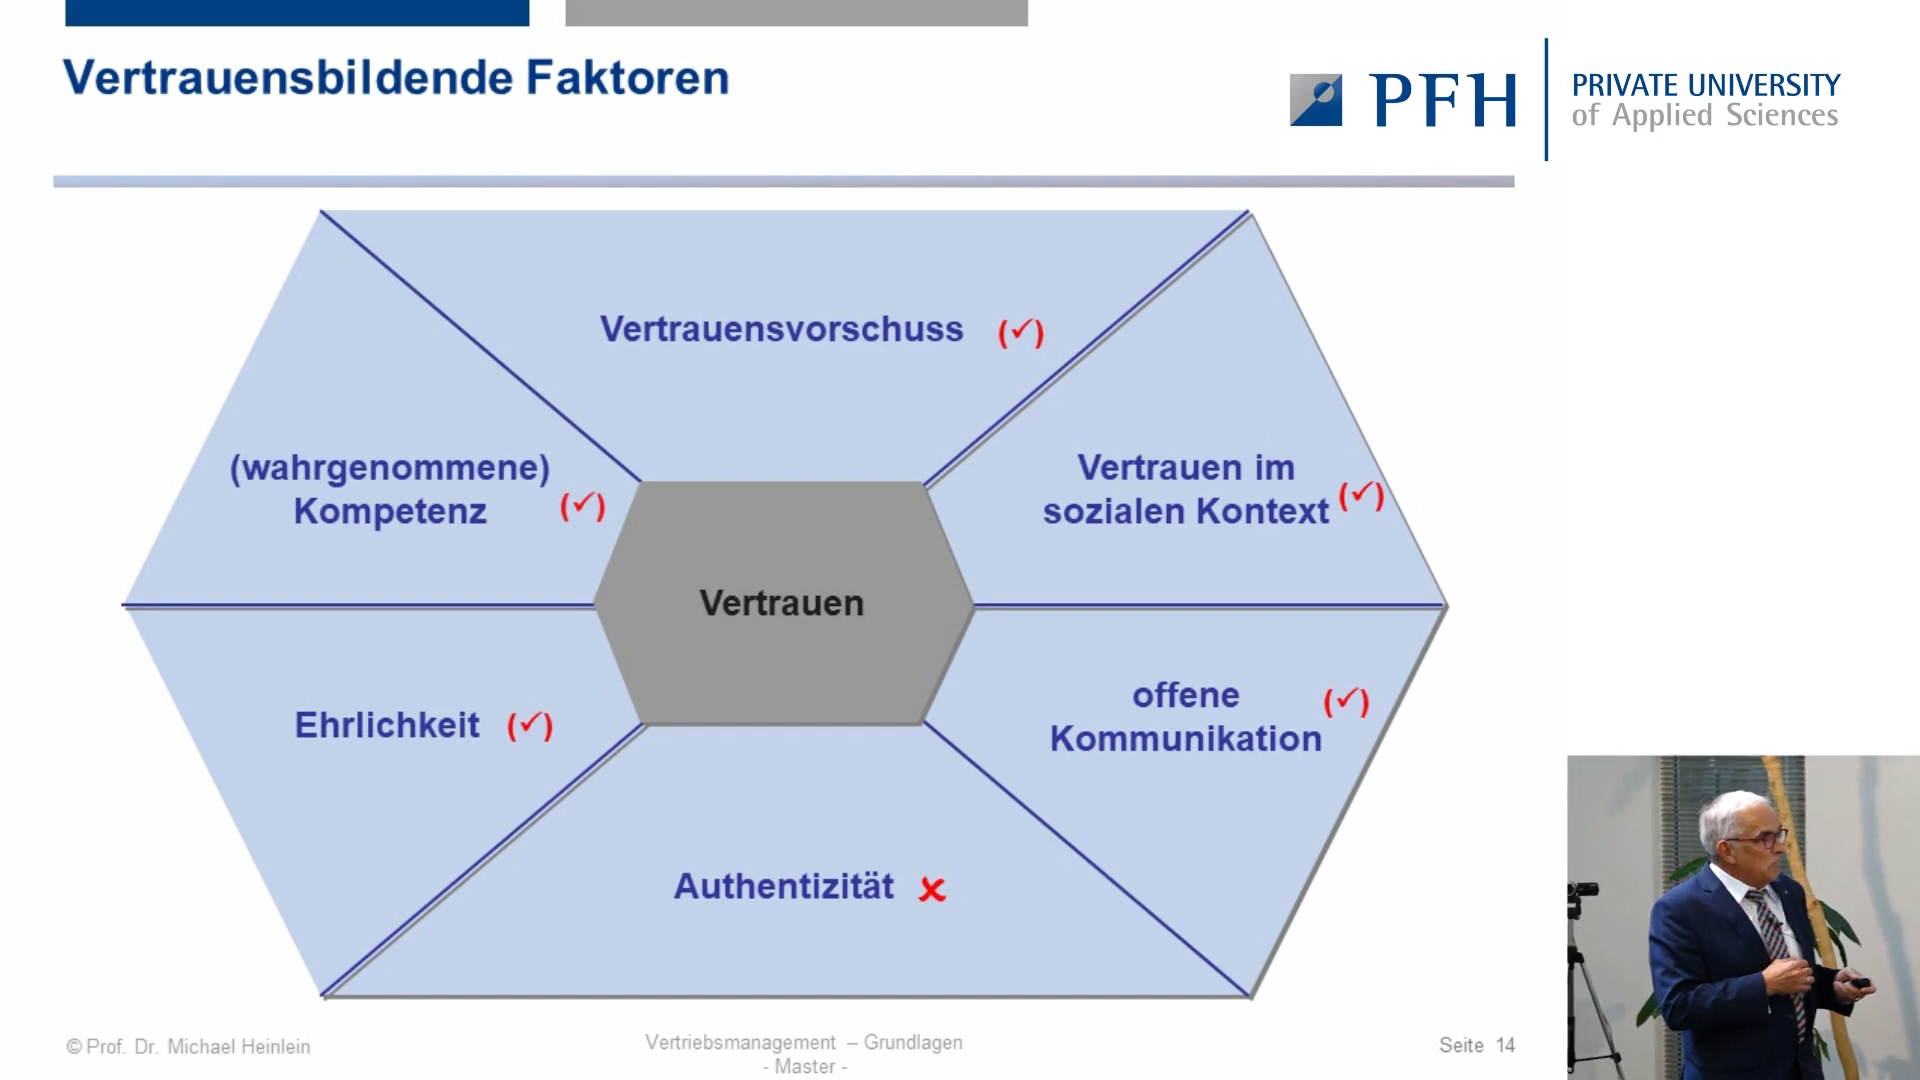 Vertrauensbildende Faktoren
PFH
PRIVATE UNIVERSITY
of Applied Sciences
Vertrauensvorschuss (✓)
(wahrgenommene)
Kompetenz (✓)
Vertrauen im
sozialen Kontext (✓)
Vertrauen
Ehrlichkeit (✓)
offene
Kommunikation (✓)
Authentizität ✘
© Prof. Dr. Michael Heinlein
Vertriebsmanagement – Grundlagen
- Master -
Seite 14